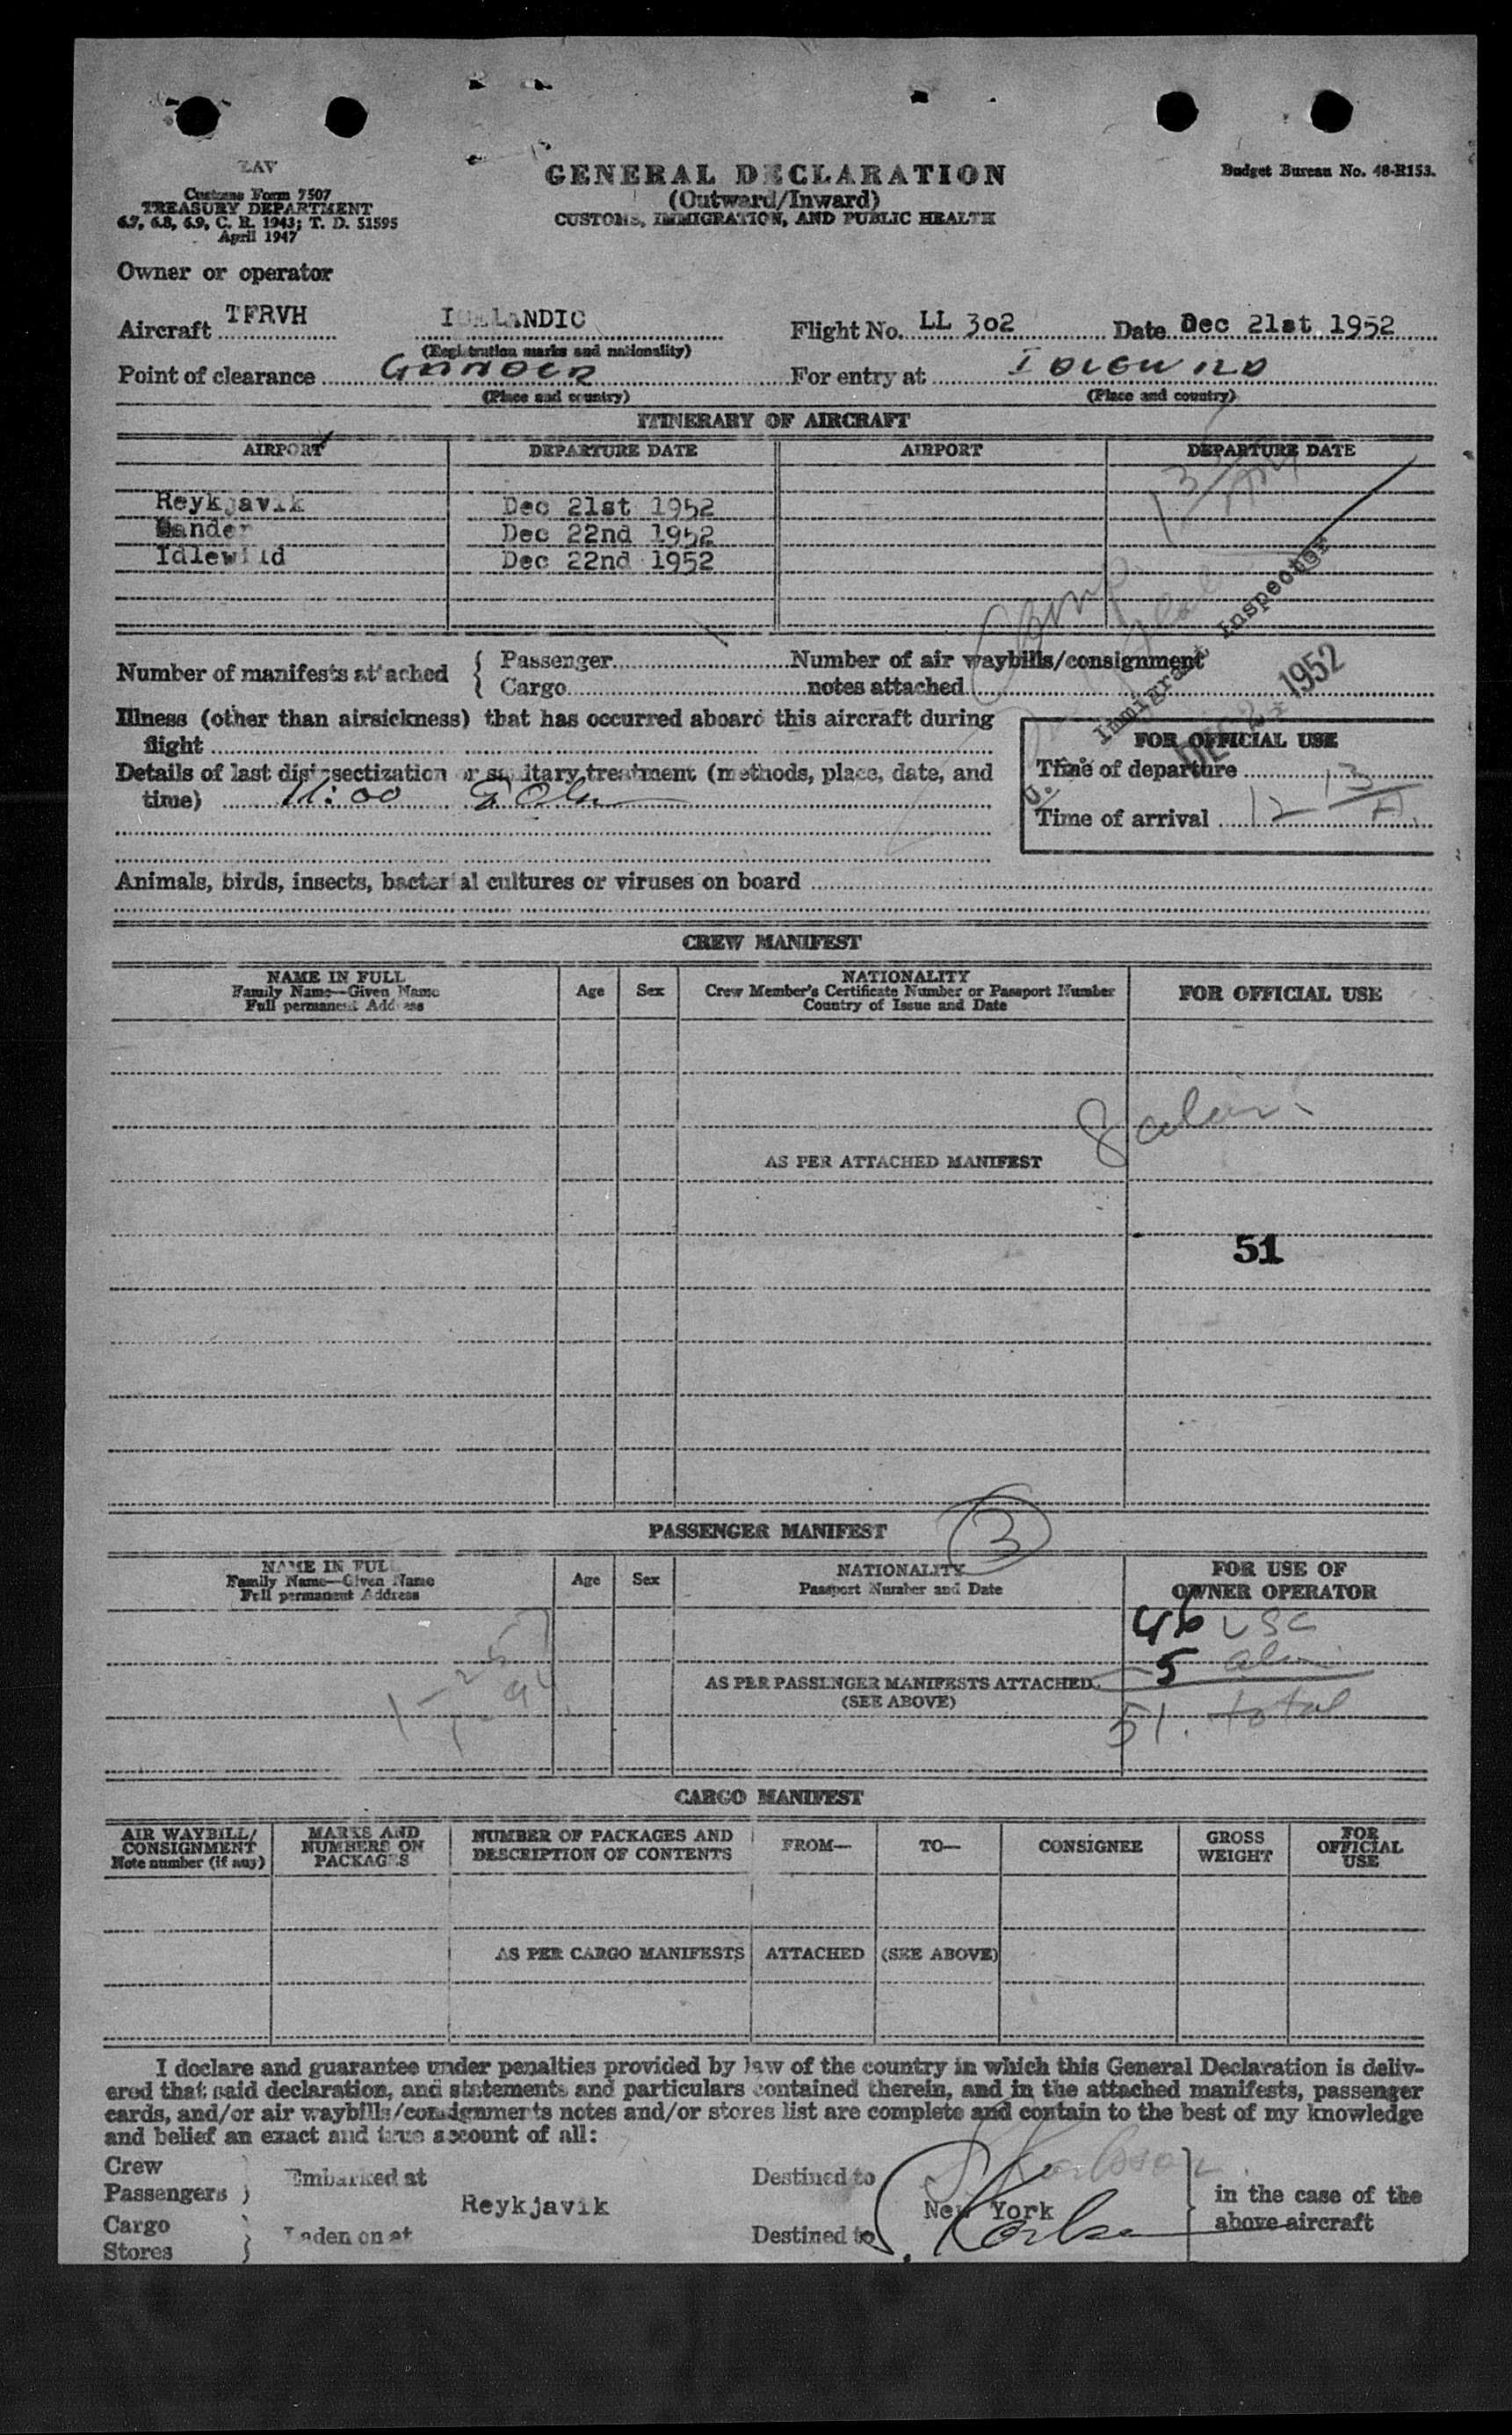 GENERAL DECLARATION
(Outward/Inward)
CUSTOMS, IMMIGRATION, AND PUBLIC HEALTH
Budget Bureau No. 48-R153.
Customs Form 7507
TREASURY DEPARTMENT
6.7, 6.8, 6.9, C. R. 1943; T. D. 51595
April 1947
Owner or operator
Aircraft TFRVH ICELANDIC Flight No. LL 302 Date Dec 21st 1952
(Registration marks and nationality)
Point of clearance GANDER For entry at IDLEWILD
(Place and country) (Place and country)
ITINERARY OF AIRCRAFT
AIRPORT DEPARTURE DATE AIRPORT DEPARTURE DATE
Reykjavik Dec 21st 1952
Gander Dec 22nd 1952
Idlewild Dec 22nd 1952
Immigrant Inspector
1952
Number of manifests attached { Passenger Number of air waybills/consignment
Cargo notes attached
Illness (other than airsickness) that has occurred aboard this aircraft during
flight
Details of last disinsectization or sanitary treatment (methods, place, date, and
time) 11:00
FOR OFFICIAL USE
Time of departure
Time of arrival 12 13/A.
Animals, birds, insects, bacterial cultures or viruses on board
CREW MANIFEST
NAME IN FULL
Family Name—Given Name
Full permanent Address
Age Sex
NATIONALITY
Crew Member's Certificate Number or Passport Number
Country of Issue and Date
FOR OFFICIAL USE
8 alien
AS PER ATTACHED MANIFEST
51
PASSENGER MANIFEST
3
NAME IN FULL
Family Name—Given Name
Full permanent Address
Age Sex
NATIONALITY
Passport Number and Date
FOR USE OF
OWNER OPERATOR
46 USC
5 alien
51. total
AS PER PASSENGER MANIFESTS ATTACHED
(SEE ABOVE)
CARGO MANIFEST
AIR WAYBILL/
CONSIGNMENT
Note number (if any)
MARKS AND
NUMBERS ON
PACKAGES
NUMBER OF PACKAGES AND
DESCRIPTION OF CONTENTS
FROM— TO— CONSIGNEE
GROSS
WEIGHT
FOR
OFFICIAL
USE
AS PER CARGO MANIFESTS ATTACHED (SEE ABOVE)
I declare and guarantee under penalties provided by law of the country in which this General Declaration is deliv-
ered that said declaration, and statements and particulars contained therein, and in the attached manifests, passenger
cards, and/or air waybills/consignments notes and/or stores list are complete and contain to the best of my knowledge
and belief an exact and true account of all:
Crew
Passengers } Embarked at Destined to
Reykjavik New York
Cargo
Stores } Laden on at Destined to
in the case of the
above aircraft